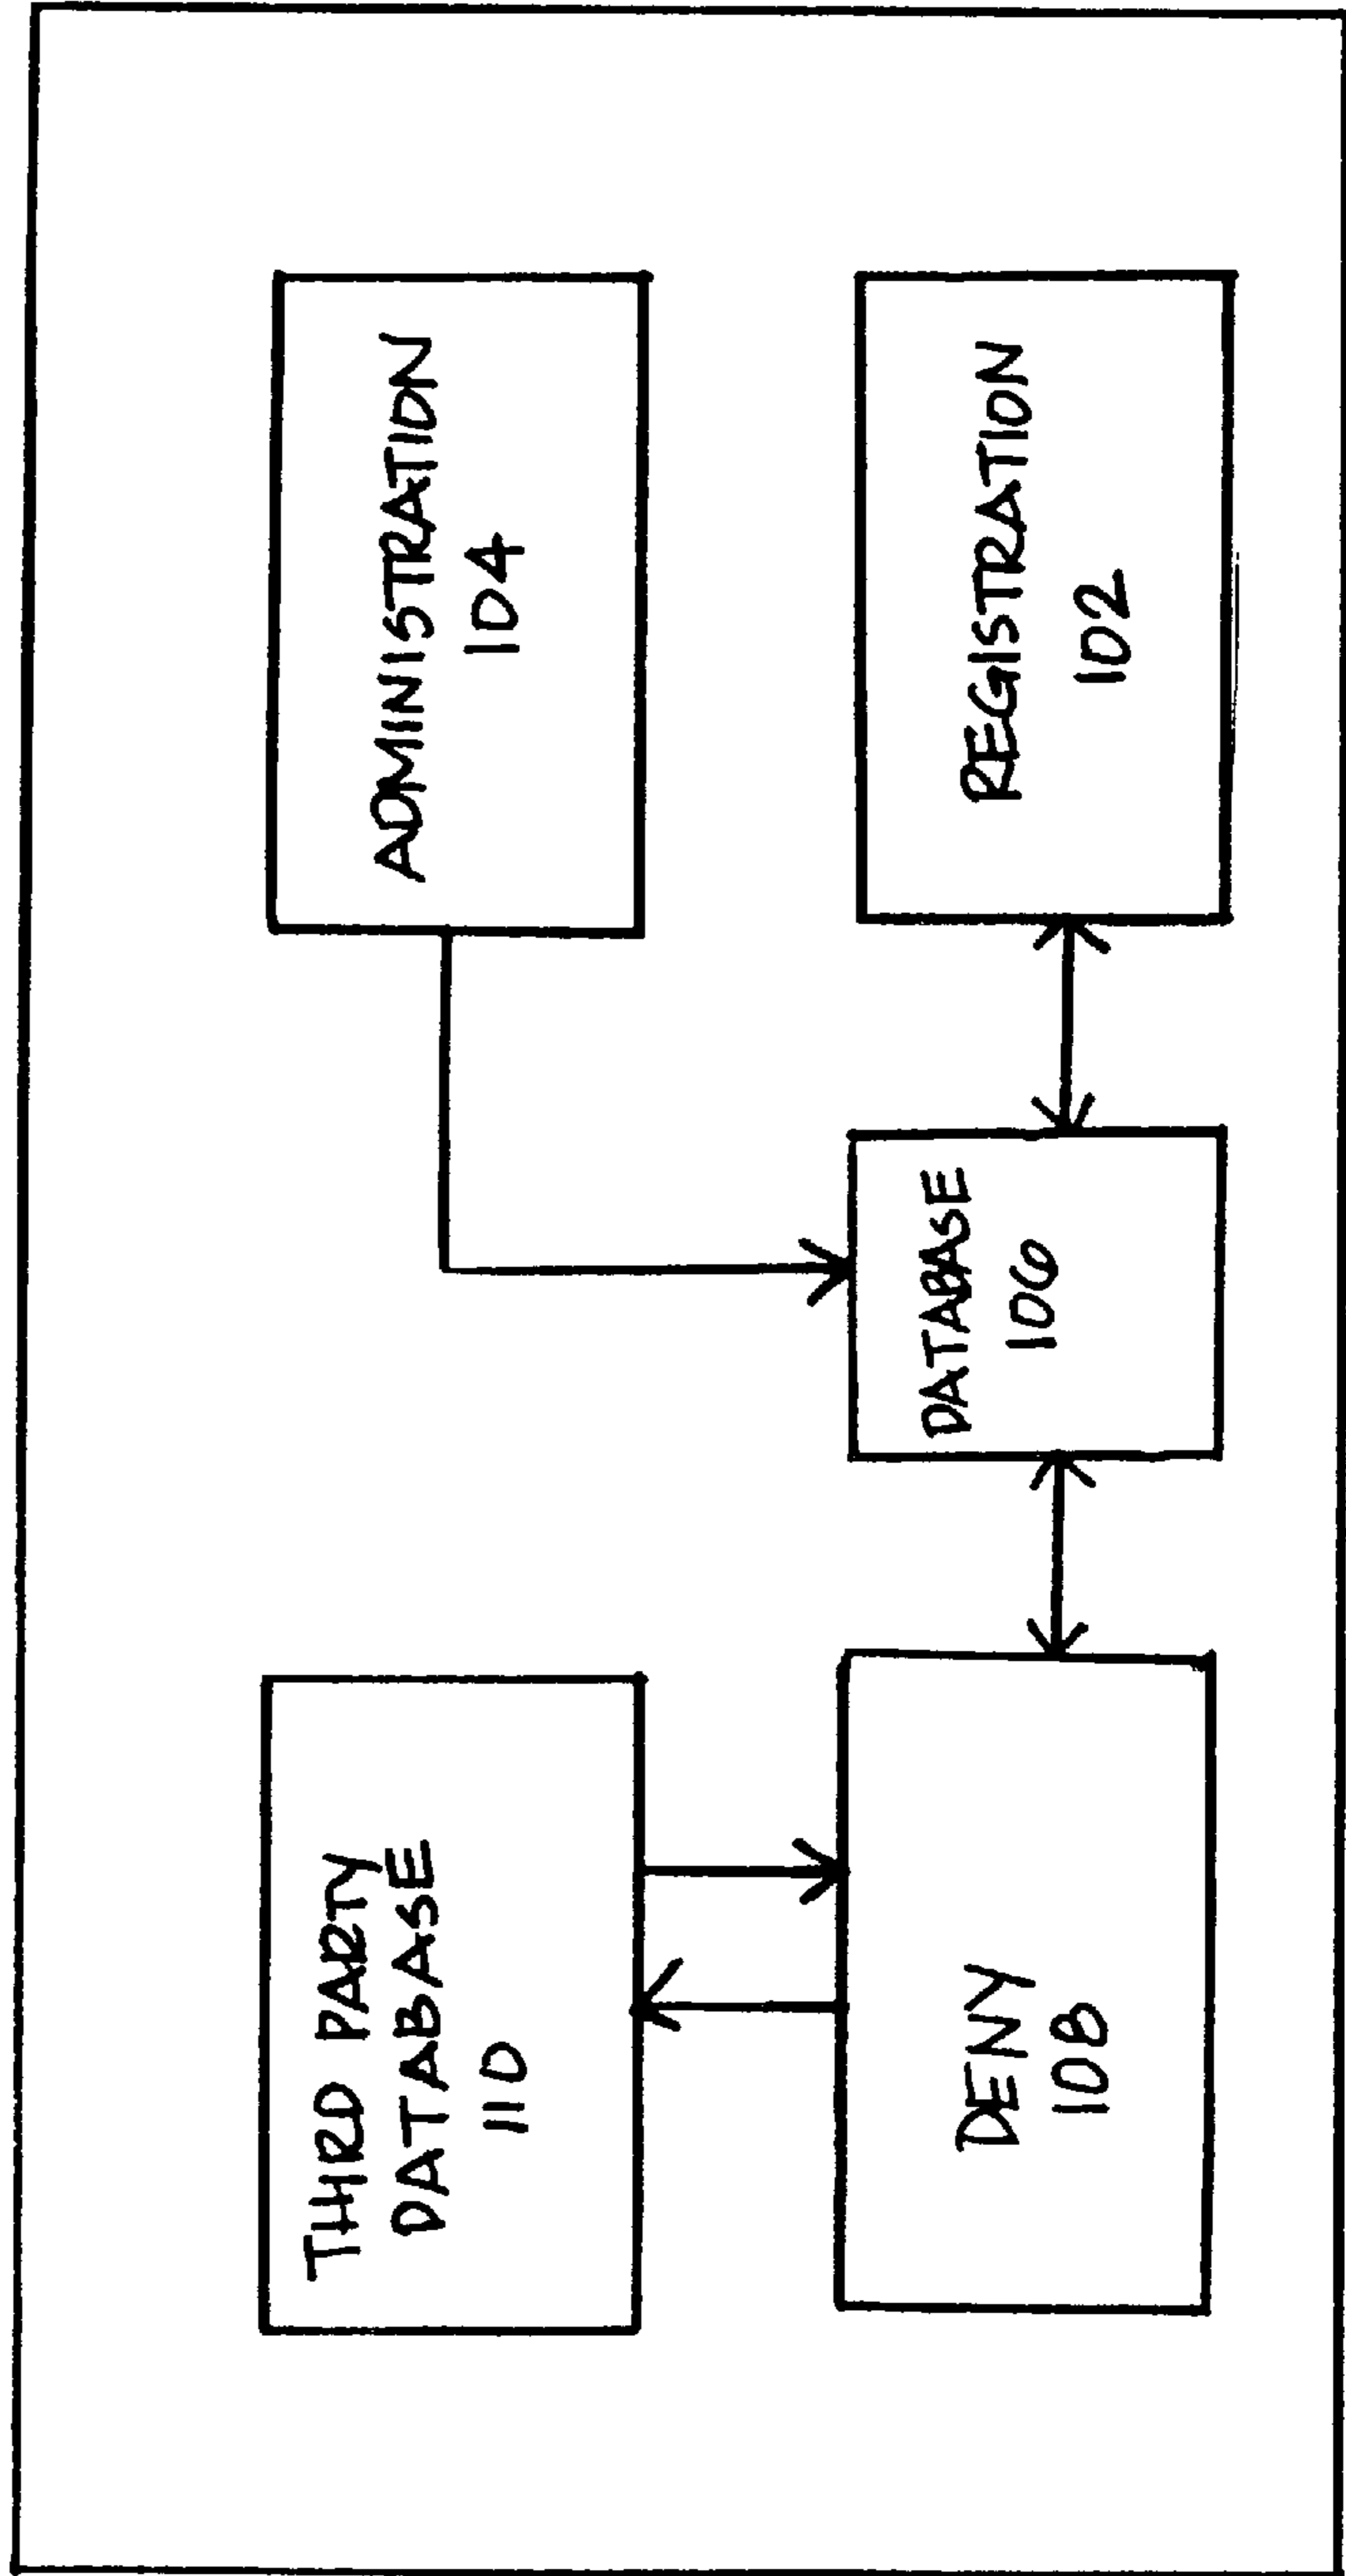 THIRD PARTY
DATABASE
110
ADMINISTRATION
104
DENY
108
DATABASE
106
REGISTRATION
102